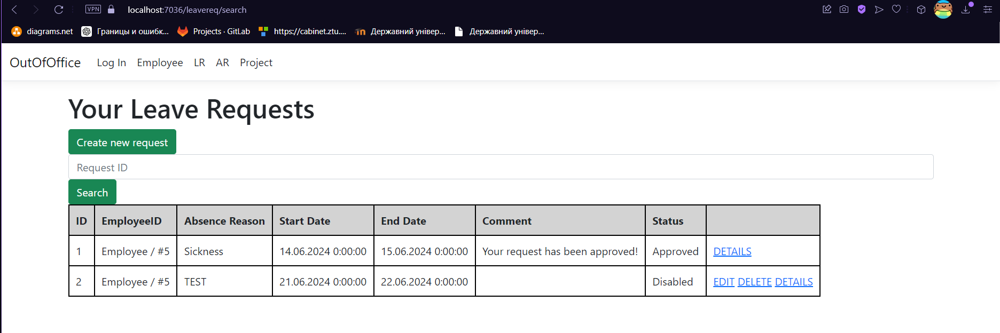 VPN localhost:7036/leavereq/search
diagrams.net Границы и ошибк... Projects · GitLab https://cabinet.ztu.... Державний універ... Державний універ...
OutOfOffice Log In Employee LR AR Project
Your Leave Requests
Create new request
Request ID
Search
ID EmployeeID Absence Reason Start Date End Date Comment Status
1 Employee / #5 Sickness 14.06.2024 0:00:00 15.06.2024 0:00:00 Your request has been approved! Approved DETAILS
2 Employee / #5 TEST 21.06.2024 0:00:00 22.06.2024 0:00:00 Disabled EDIT DELETE DETAILS